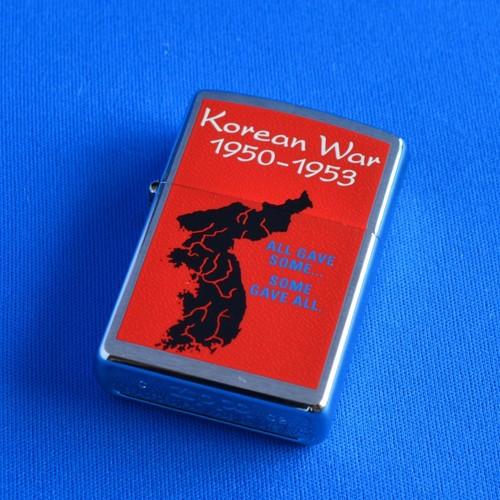 Korean War
1950-1953
ALL GAVE
SOME...
SOME
GAVE ALL.